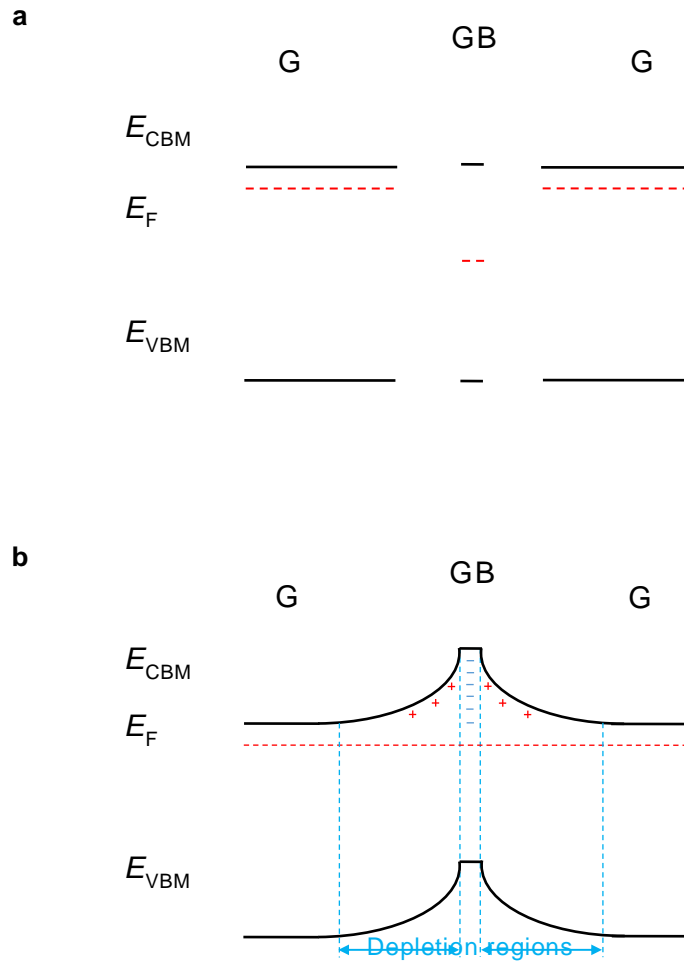 a
GB
G G
E_CBM
E_F
E_VBM
b
GB
G G
E_CBM
E_F
E_VBM
Depletion regions